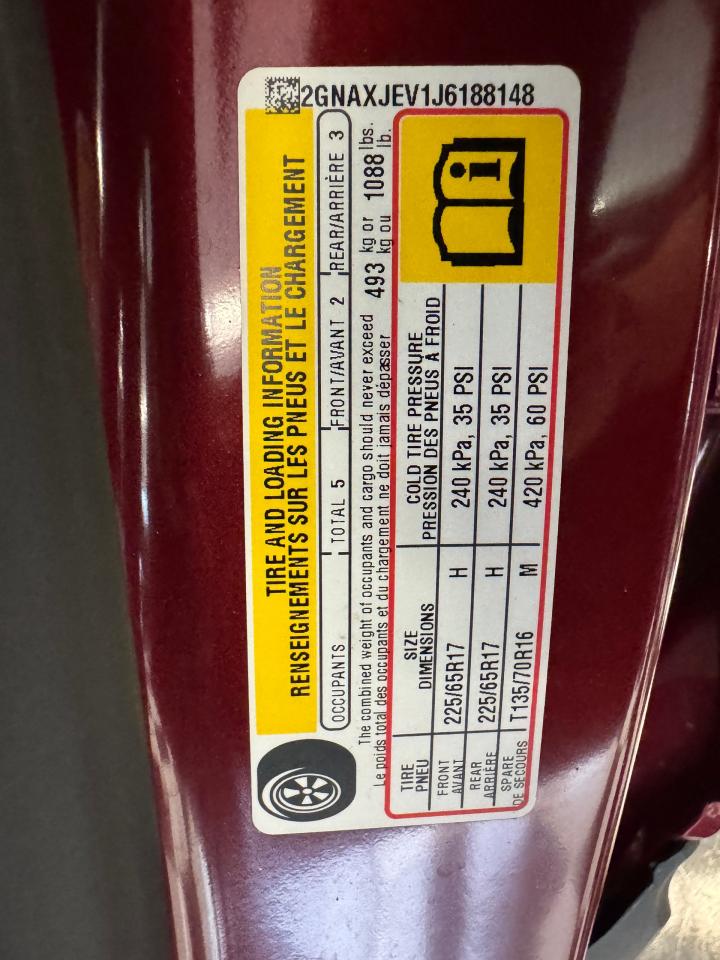 2GNAXJEV1J6188148
TIRE AND LOADING INFORMATION
RENSEIGNEMENTS SUR LES PNEUS ET LE CHARGEMENT
OCCUPANTS TOTAL 5 FRONT/AVANT 2 REAR/ARRIÈRE 3
The combined weight of occupants and cargo should never exceed 493 kg or 1088 lbs.
Le poids total des occupants et du chargement ne doit jamais dépasser kg ou lb.
TIRE SIZE COLD TIRE PRESSURE
PNEU DIMENSIONS PRESSION DES PNEUS À FROID
FRONT
AVANT 225/65R17 H 240 kPa, 35 PSI
REAR
ARRIÈRE 225/65R17 H 240 kPa, 35 PSI
SPARE
DE SECOURS T135/70R16 M 420 kPa, 60 PSI